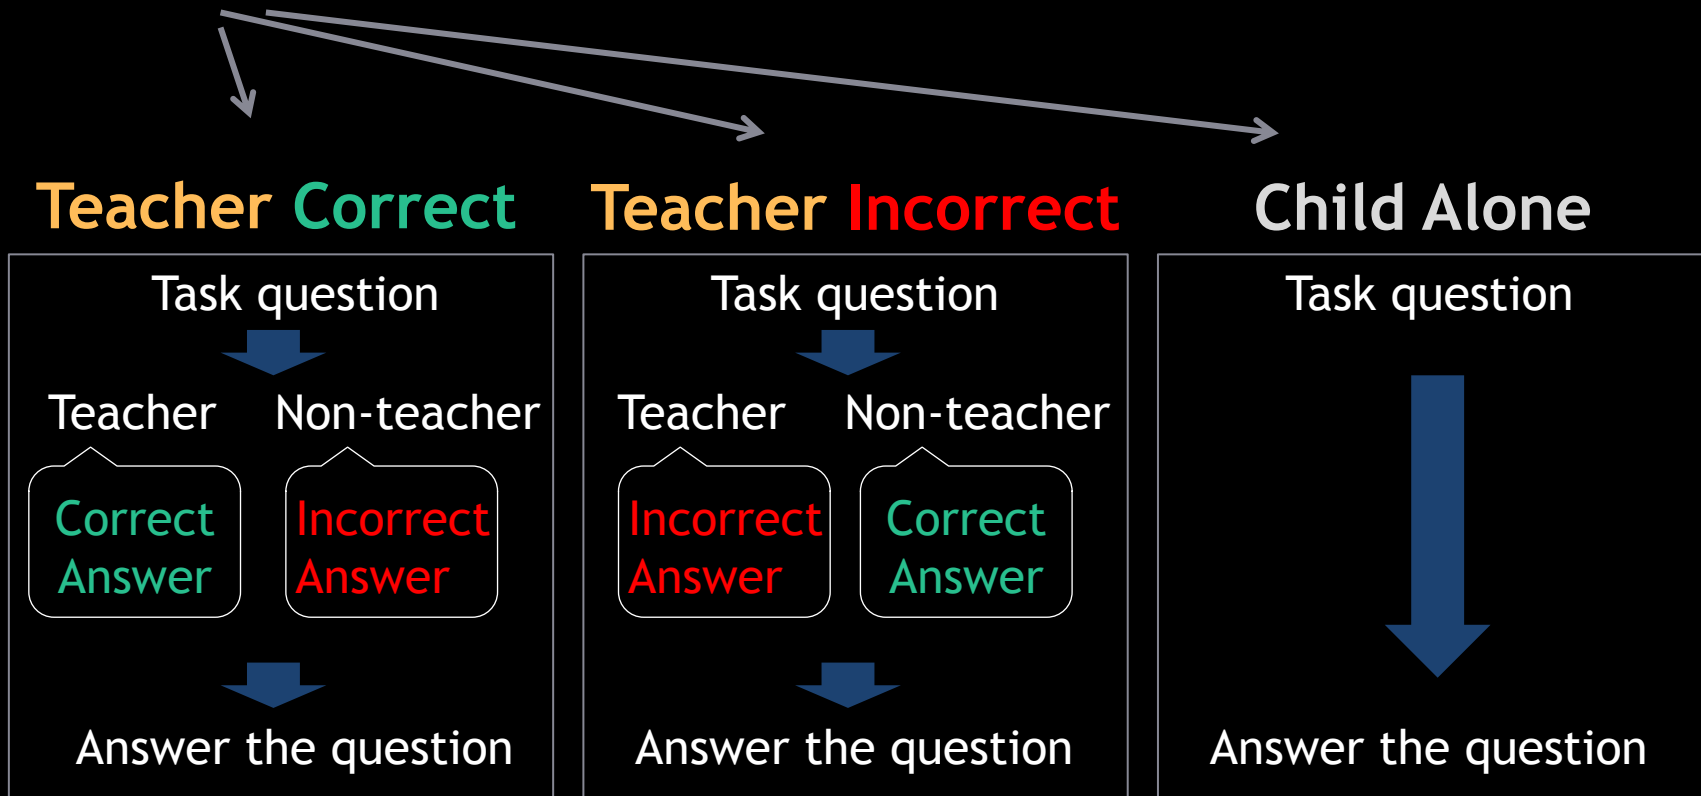 Teacher Correct
Task question
Teacher Non-teacher
Correct
Answer
Incorrect
Answer
Answer the question
Teacher Incorrect
Task question
Teacher Non-teacher
Incorrect
Answer
Correct
Answer
Answer the question
Child Alone
Task question
Answer the question